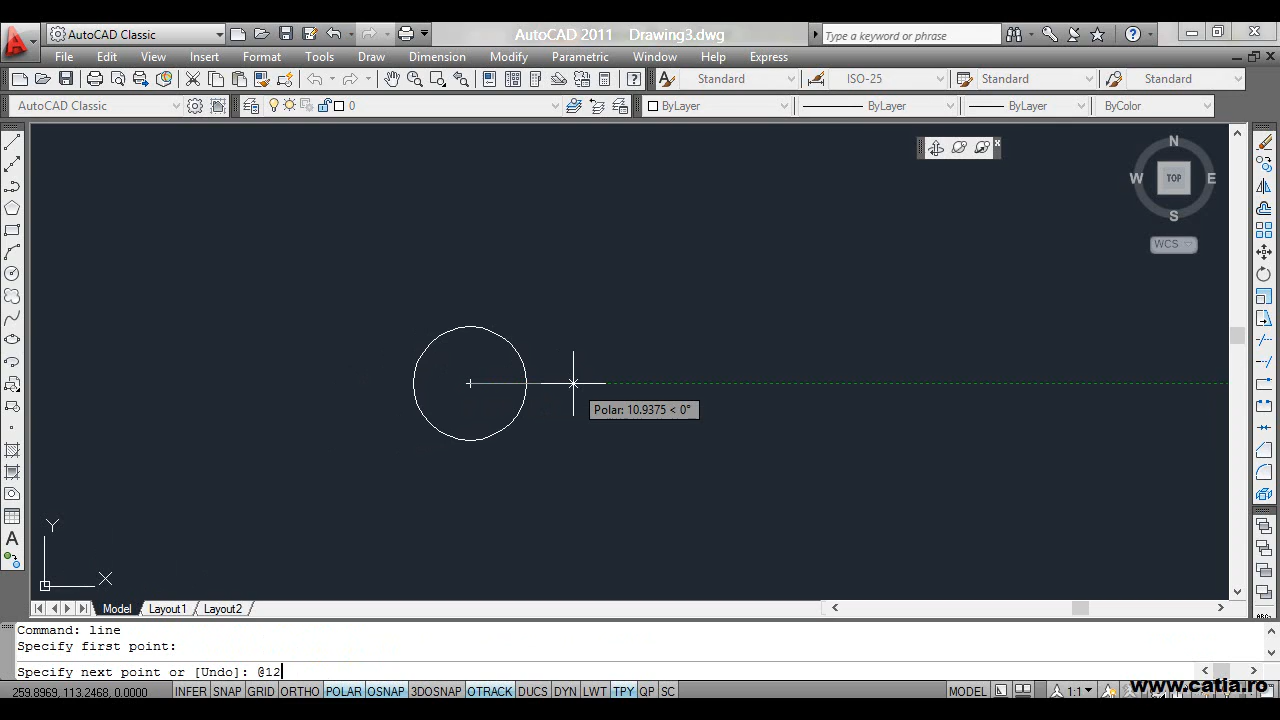 AutoCAD Classic
AutoCAD 2011 Drawing3.dwg
Type a keyword or phrase
File Edit View Insert Format Tools Draw Dimension Modify Parametric Window Help Express
Standard ISO-25 Standard Standard
AutoCAD Classic 0 ByLayer ByLayer ByLayer ByColor
N
W TOP E
S
WCS
Polar: 10.9375 < 0°
Y
X
Model Layout1 Layout2
Command: line
Specify first point:
Specify next point or [Undo]: @12
259.8969, 113.2468, 0.0000 INFER SNAP GRID ORTHO POLAR OSNAP 3DOSNAP OTRACK DUCS DYN LWT TPY QP SC MODEL 1:1
www.catia.ro